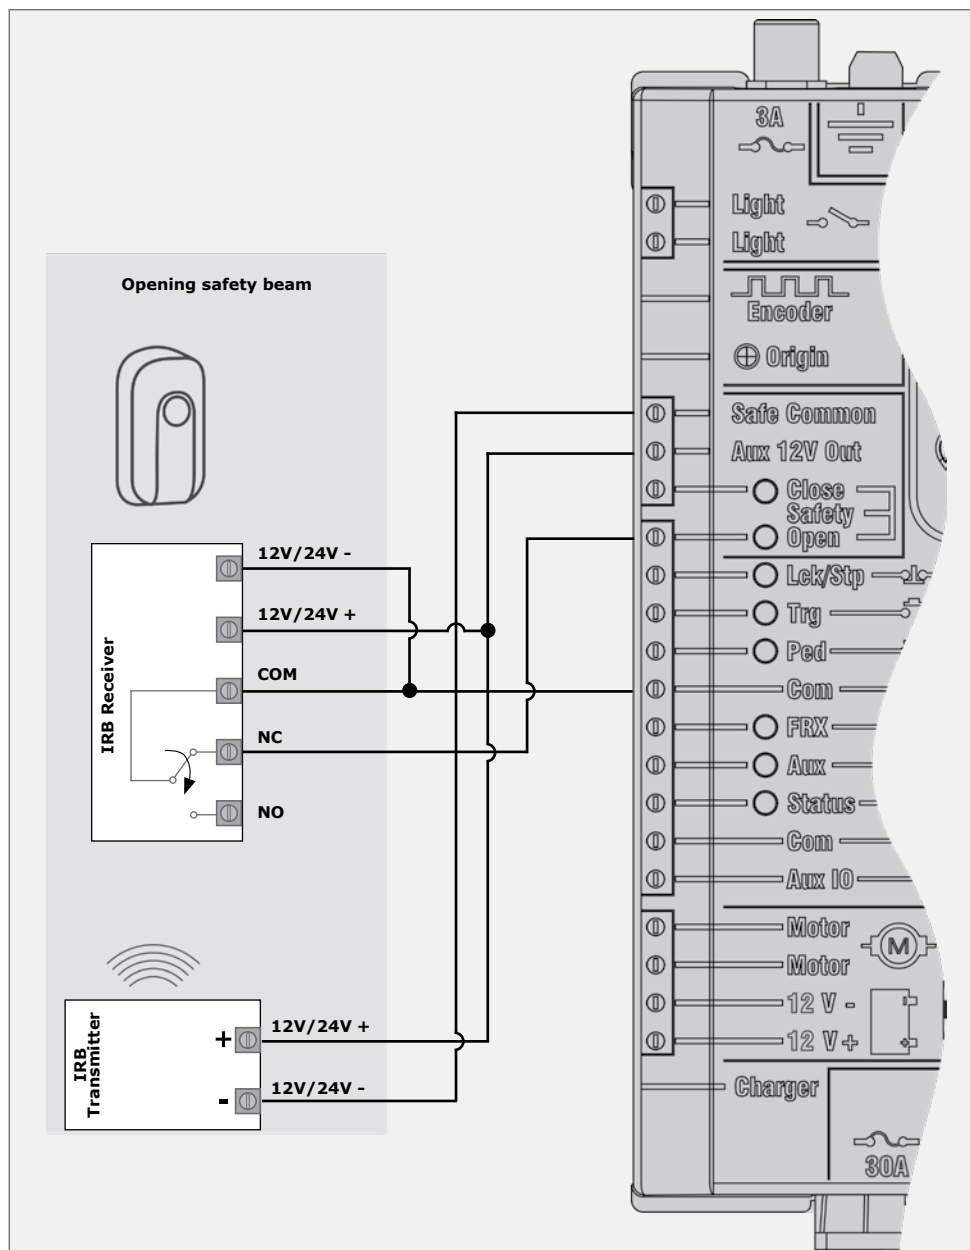 Opening safety beam
IRB Receiver
12V/24V -
12V/24V +
COM
NC
NO
IRB
Transmitter
+
-
12V/24V +
12V/24V -
3A
Light
Light
Encoder
Origin
Safe Common
Aux 12V Out
Close
Safety
Open
Lck/Stp
Trg
Ped
Com
FRX
Aux
Status
Com
Aux IO
Motor
Motor
M
12 V -
12 V +
Charger
30A